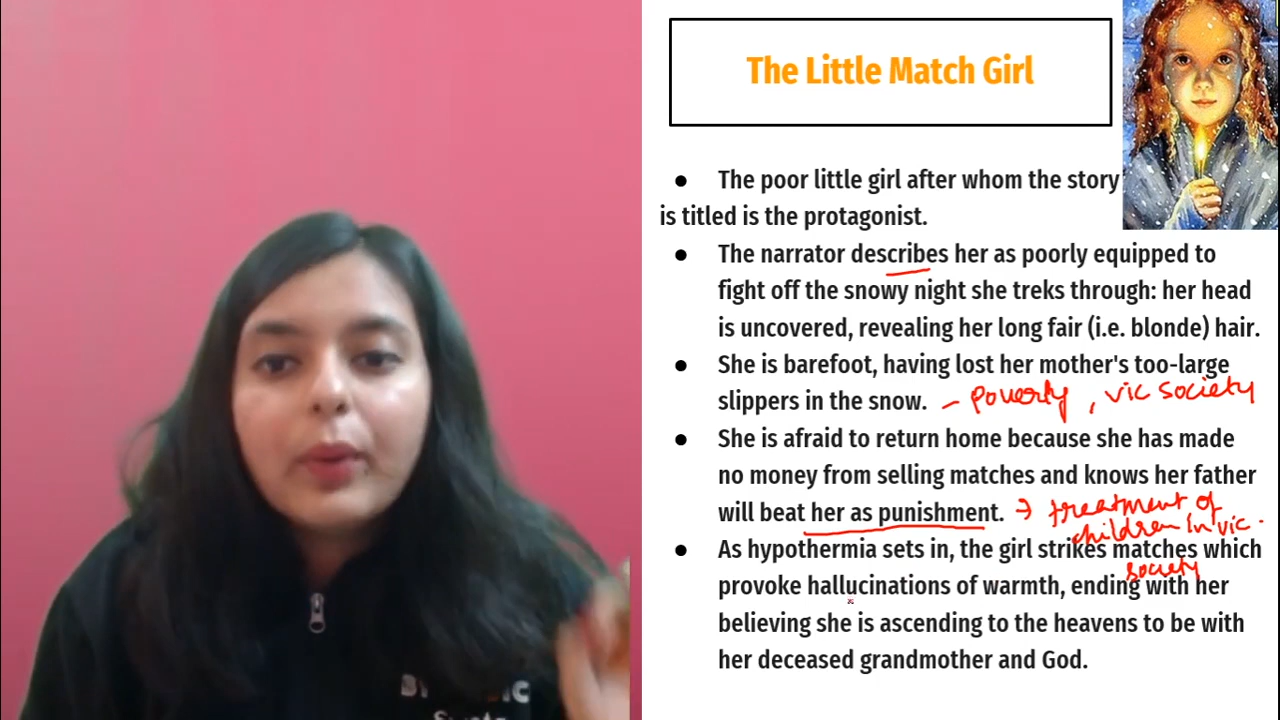 The Little Match Girl
● The poor little girl after whom the story
is titled is the protagonist.
● The narrator describes her as poorly equipped to
fight off the snowy night she treks through: her head
is uncovered, revealing her long fair (i.e. blonde) hair.
● She is barefoot, having lost her mother's too-large
slippers in the snow. – poverty, vic society
● She is afraid to return home because she has made
no money from selling matches and knows her father
will beat her as punishment. → treatment of
children in vic.
society
● As hypothermia sets in, the girl strikes matches which
provoke hallucinations of warmth, ending with her
believing she is ascending to the heavens to be with
her deceased grandmother and God.